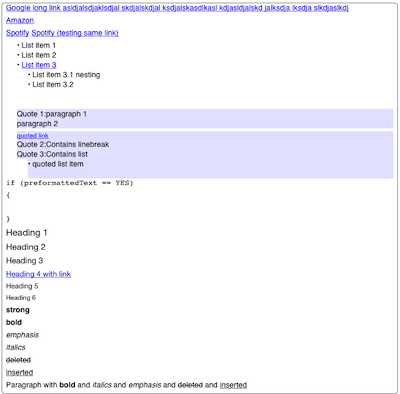 Google long link asldjalsdjaklsdjal skdjalskdjal ksdjalskasdlkasl kdjasldjalskd jalksdja lksdja slkdjaslkdj
Amazon
Spotify Spotify (testing same link)
• List item 1
• List item 2
• List item 3
• List item 3.1 nesting
• List item 3.2
Quote 1:paragraph 1
paragraph 2
quoted link
Quote 2:Contains linebreak
Quote 3:Contains list
• quoted list item
if (preformattedText == YES)
{
}
Heading 1
Heading 2
Heading 3
Heading 4 with link
Heading 5
Heading 6
strong
bold
emphasis
italics
deleted
inserted
Paragraph with bold and italics and emphasis and deleted and inserted